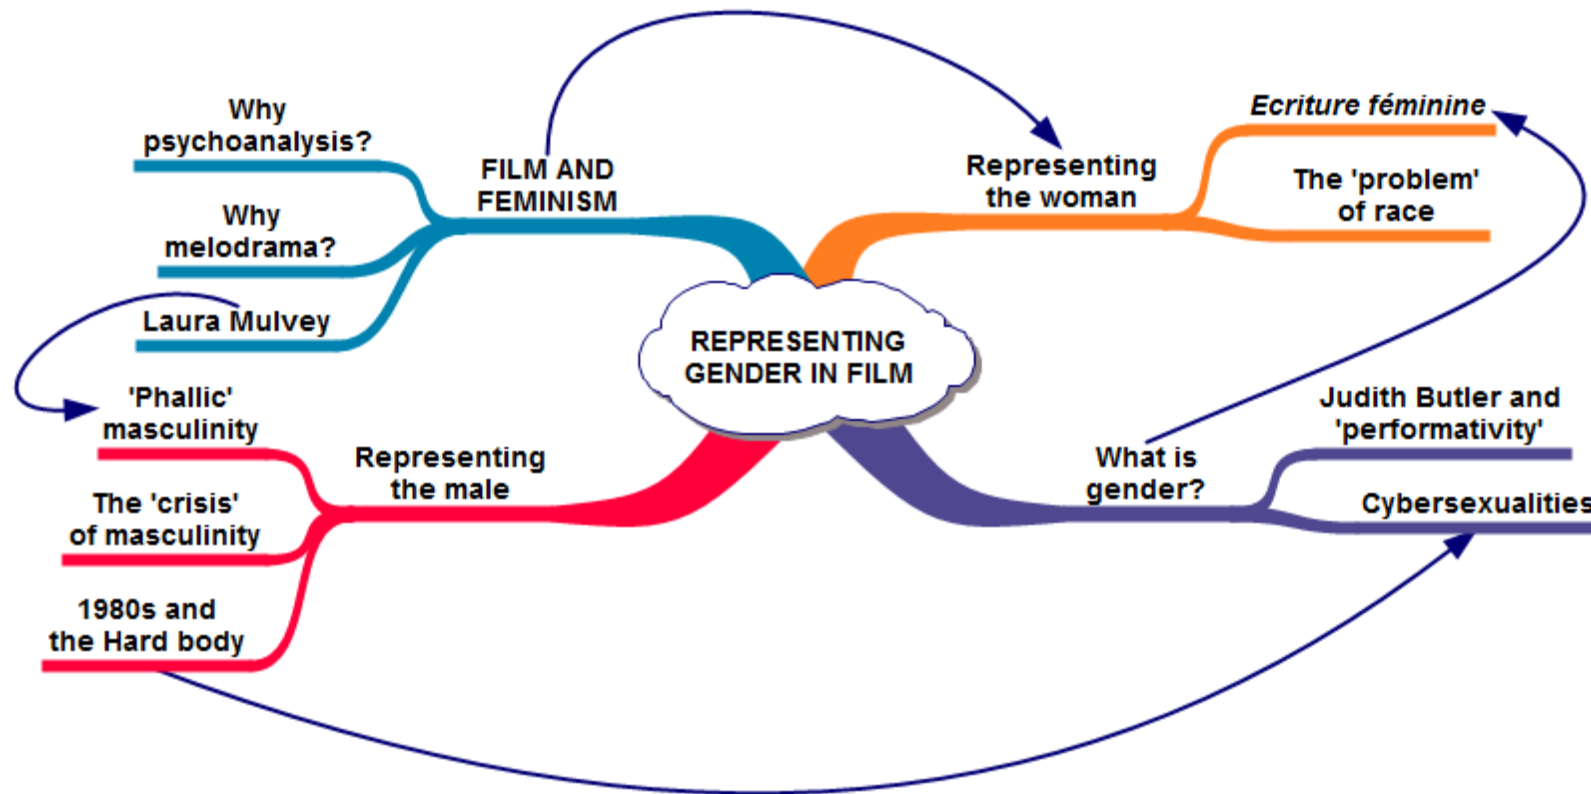 Why
psychoanalysis?
FILM AND
FEMINISM
Why
melodrama?
Laura Mulvey
Representing
the woman
Ecriture féminine
The 'problem'
of race
REPRESENTING
GENDER IN FILM
'Phallic'
masculinity
Representing
the male
The 'crisis'
of masculinity
1980s and
the Hard body
What is
gender?
Judith Butler and
'performativity'
Cybersexualities